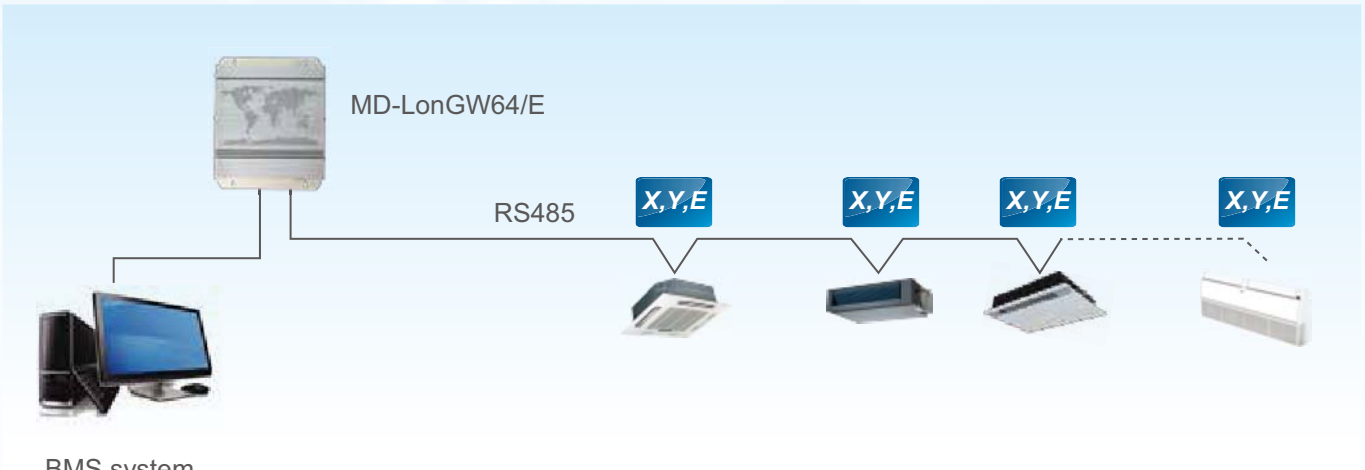 MD-LonGW64/E
RS485
X,Y,E
X,Y,E
X,Y,E
X,Y,E
BMS system